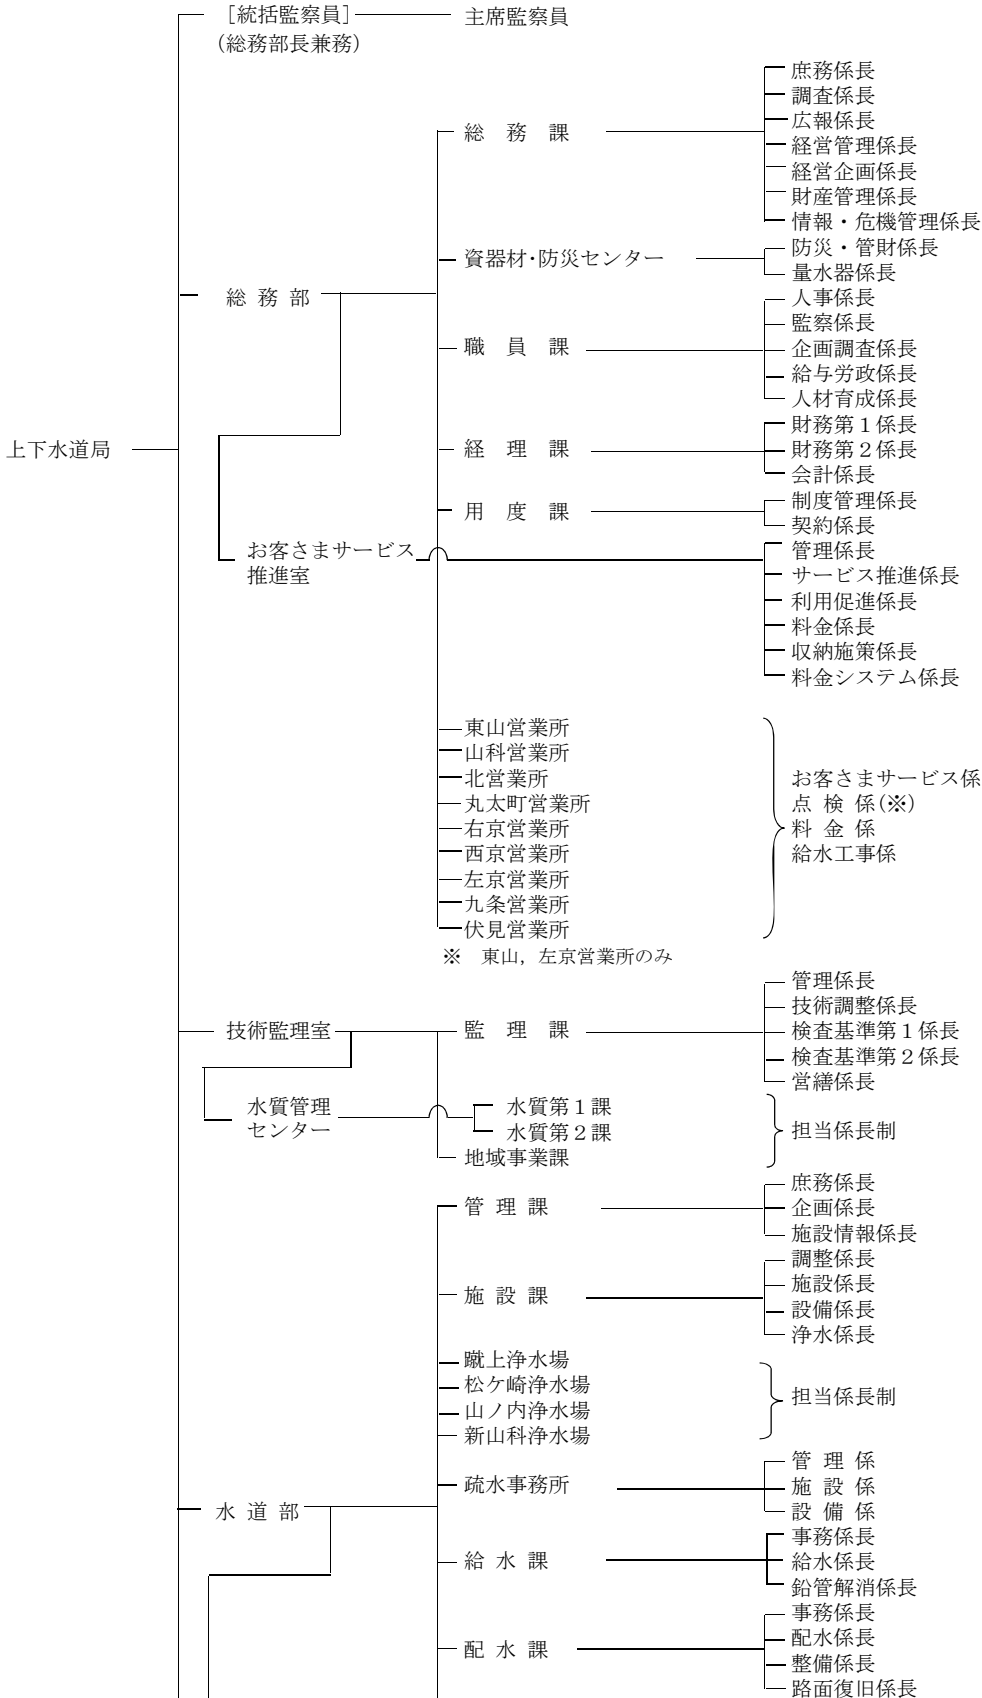 ［統括監察員］ 主席監察員
（総務部長兼務）
庶務係長
調査係長
広報係長
総　務　課
経営管理係長
経営企画係長
財産管理係長
情報・危機管理係長
資器材･防災センター
防災・管財係長
量水器係長
総 務 部
人事係長
監察係長
職　員　課
企画調査係長
給与労政係長
人材育成係長
上下水道局
財務第１係長
経　理　課
財務第２係長
会計係長
用　度　課
制度管理係長
契約係長
お客さまサービス
推進室
管理係長
サービス推進係長
利用促進係長
料金係長
収納施策係長
料金システム係長
東山営業所
山科営業所
北営業所
丸太町営業所
右京営業所
西京営業所
左京営業所
九条営業所
伏見営業所
お客さまサービス係
点 検 係(※)
料 金 係
給水工事係
※　東山，左京営業所のみ
技術監理室
監　理　課
管理係長
技術調整係長
検査基準第１係長
検査基準第２係長
営繕係長
水質管理
センター
水質第１課
水質第２課
地域事業課
担当係長制
管 理 課
庶務係長
企画係長
施設情報係長
施 設 課
調整係長
施設係長
設備係長
浄水係長
蹴上浄水場
松ケ崎浄水場
山ノ内浄水場
新山科浄水場
担当係長制
水 道 部
疏水事務所
管 理 係
施 設 係
設 備 係
給 水 課
事務係長
給水係長
鉛管解消係長
配 水 課
事務係長
配水係長
整備係長
路面復旧係長